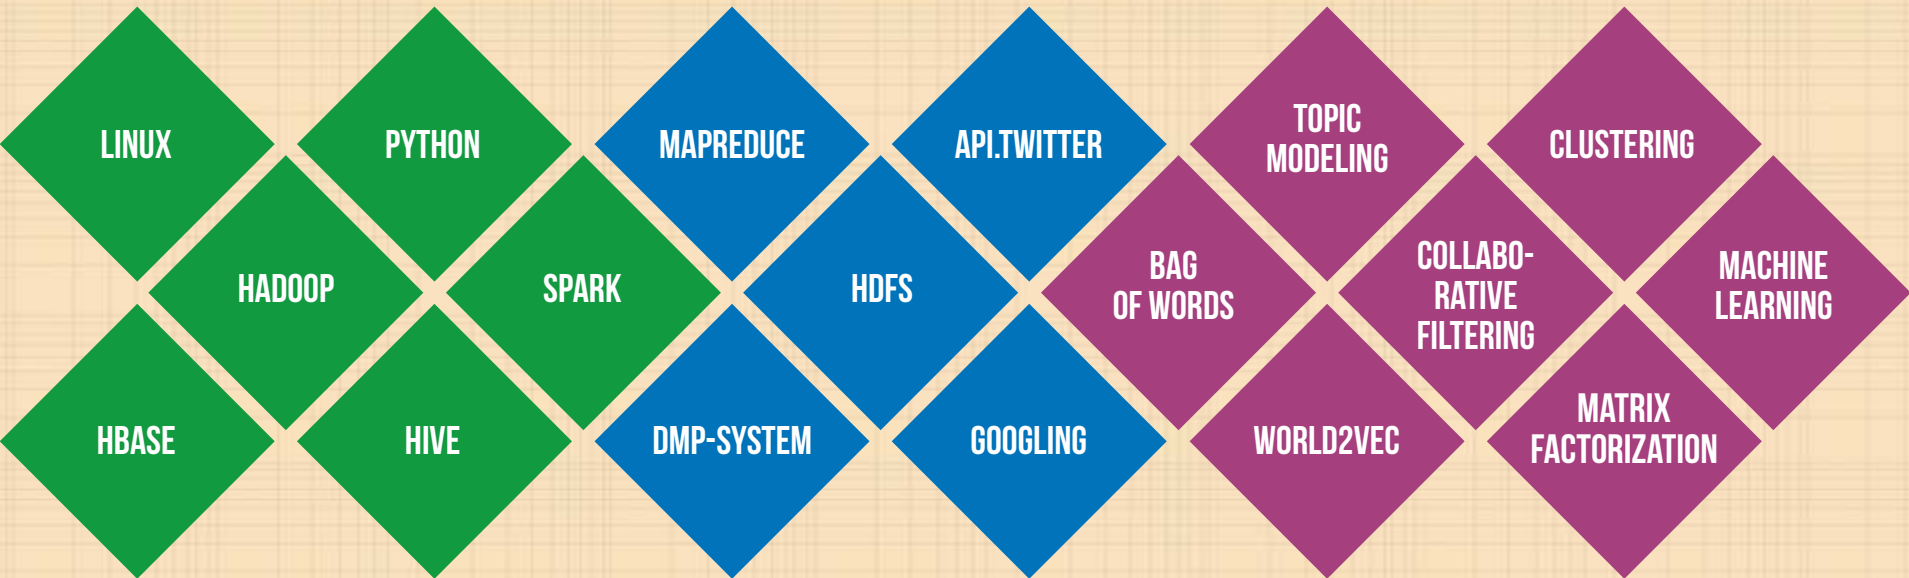 LINUX
PYTHON
MAPREDUCE
API.TWITTER
TOPIC
MODELING
CLUSTERING
HADOOP
SPARK
HDFS
BAG
OF WORDS
COLLABO-
RATIVE
FILTERING
MACHINE
LEARNING
HBASE
HIVE
DMP-SYSTEM
GOOGLING
WORLD2VEC
MATRIX
FACTORIZATION